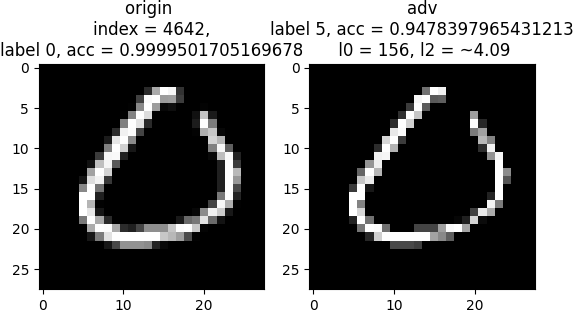 origin
index = 4642,
label 0, acc = 0.9999501705169678
adv
label 5, acc = 0.9478397965431213
l0 = 156, l2 = ~4.09
0
5
10
15
20
25
0 10 20
0
5
10
15
20
25
0 10 20